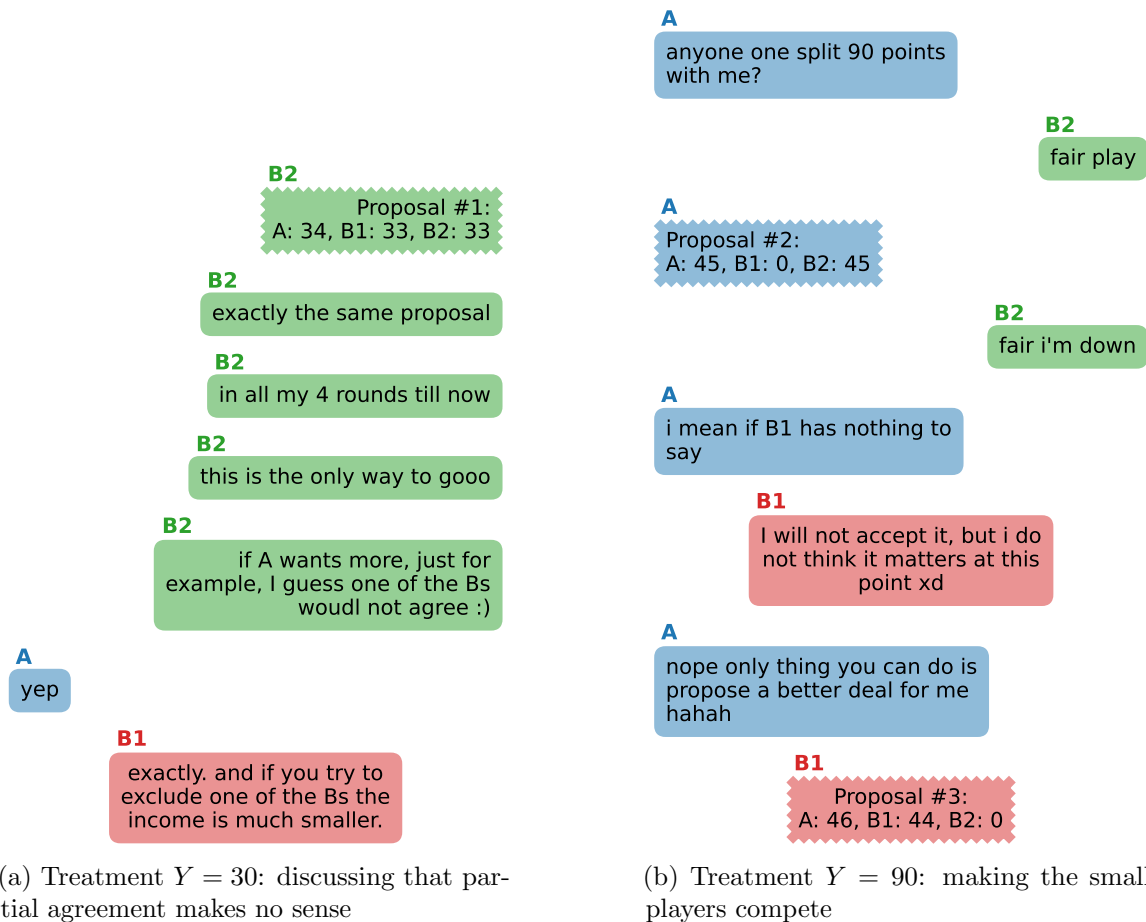 B2
Proposal #1:
A: 34, B1: 33, B2: 33
B2
exactly the same proposal
B2
in all my 4 rounds till now
B2
this is the only way to gooo
B2
if A wants more, just for
example, I guess one of the Bs
woudl not agree :)
A
yep
B1
exactly. and if you try to
exclude one of the Bs the
income is much smaller.
(a) Treatment Y = 30: discussing that par-
tial agreement makes no sense
A
anyone one split 90 points
with me?
B2
fair play
A
Proposal #2:
A: 45, B1: 0, B2: 45
B2
fair i'm down
A
i mean if B1 has nothing to
say
B1
I will not accept it, but i do
not think it matters at this
point xd
A
nope only thing you can do is
propose a better deal for me
hahah
B1
Proposal #3:
A: 46, B1: 44, B2: 0
(b) Treatment Y = 90: making the small
players compete